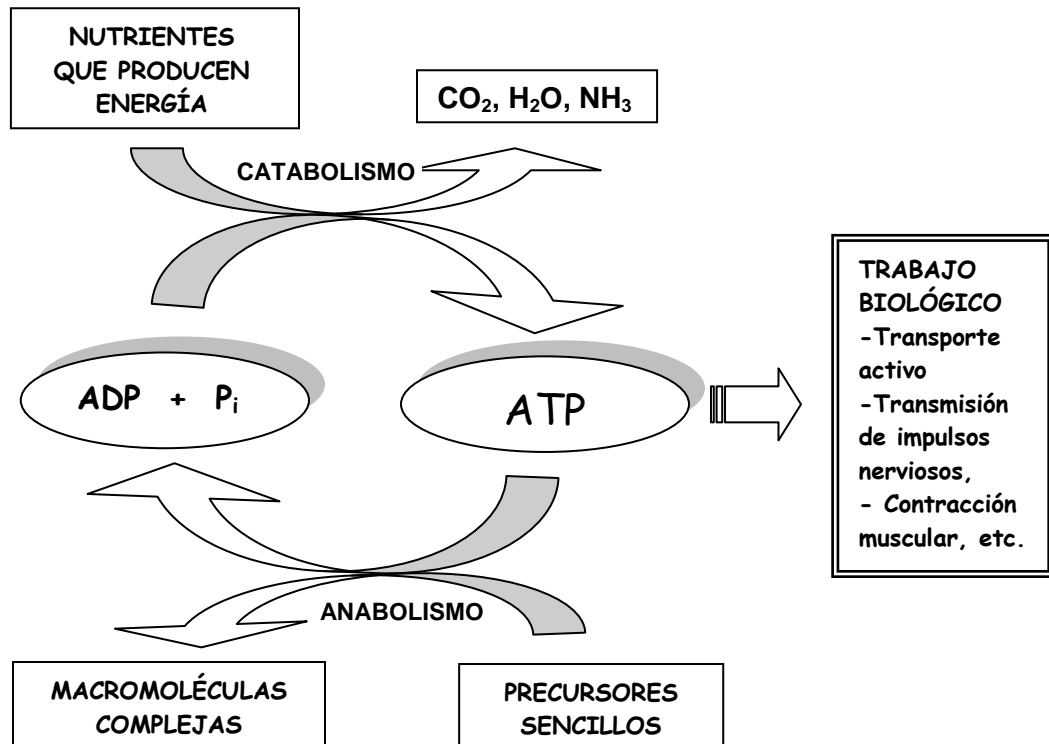 NUTRIENTES
QUE PRODUCEN
ENERGÍA
CO₂, H₂O, NH₃
CATABOLISMO
ADP + Pᵢ
ATP
TRABAJO
BIOLÓGICO
-Transporte
activo
-Transmisión
de impulsos
nerviosos,
- Contracción
muscular, etc.
ANABOLISMO
MACROMOLÉCULAS
COMPLEJAS
PRECURSORES
SENCILLOS